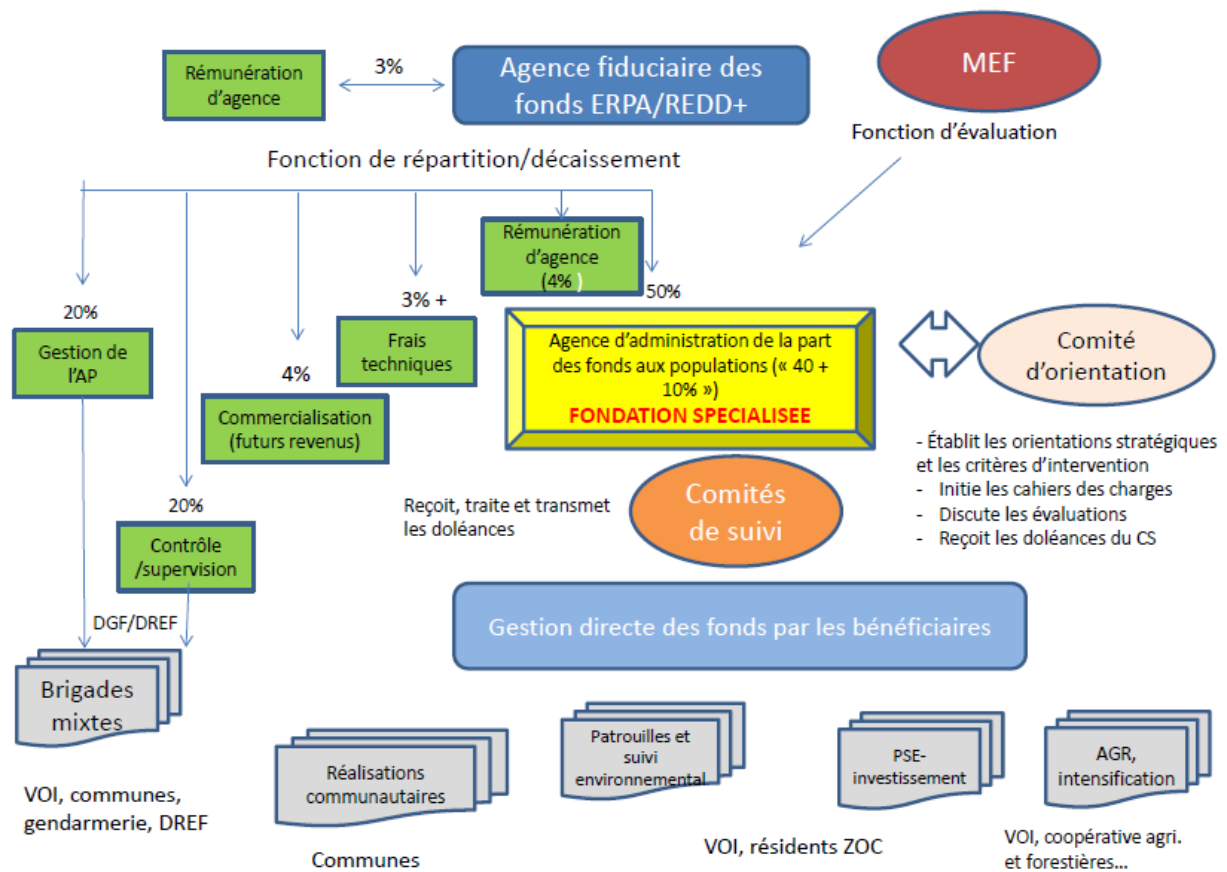 Rémunération
d'agence
3%
Agence fiduciaire des
fonds ERPA/REDD+
MEF
Fonction d'évaluation
Fonction de répartition/décaissement
Rémunération
d'agence
(4% )
50%
20%
Gestion de
l'AP
3% +
Frais
techniques
4%
Commercialisation
(futurs revenus)
Agence d'administration de la part
des fonds aux populations (« 40 +
10% »)
FONDATION SPECIALISEE
Comité
d'orientation
- Établit les orientations stratégiques
et les critères d'intervention
- Initie les cahiers des charges
- Discute les évaluations
- Reçoit les doléances du CS
20%
Contrôle
/supervision
Reçoit, traite et transmet
les doléances
Comités
de suivi
DGF/DREF
Gestion directe des fonds par les bénéficiaires
Brigades
mixtes
Réalisations
communautaires
Patrouilles et
suivi
environnemental
PSE-
investissement
AGR,
intensification
VOI, communes,
gendarmerie, DREF
Communes
VOI, résidents ZOC
VOI, coopérative agri.
et forestières...